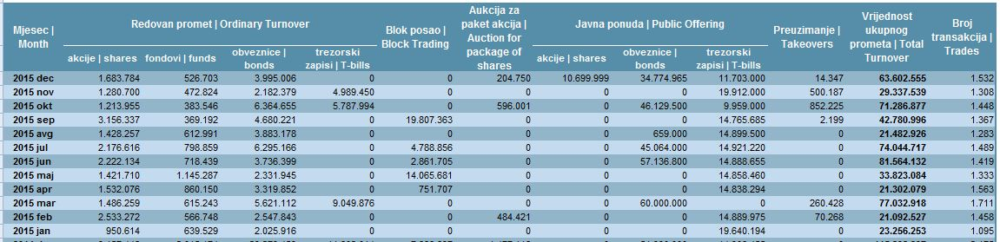 Mjesec | Month Redovan promet | Ordinary Turnover Blok posao | Block Trading Aukcija za paket akcija | Auction for package of shares Javna ponuda | Public Offering Preuzimanje | Takeovers Vrijednost ukupnog prometa | Total Turnover Broj transakcija | Trades
akcije | shares fondovi | funds obveznice | bonds trezorski zapisi | T-bills akcije | shares obveznice | bonds trezorski zapisi | T-bills
2015 dec 1.683.784 526.703 3.995.006 0 0 204.750 10.699.999 34.774.965 11.703.000 14.347 63.602.555 1.532
2015 nov 1.280.700 472.824 2.182.379 4.989.450 0 0 0 0 19.912.000 500.187 29.337.539 1.308
2015 okt 1.213.955 383.546 6.364.655 5.787.994 0 596.001 0 46.129.500 9.959.000 852.225 71.286.877 1.448
2015 sep 3.156.337 369.192 4.680.221 0 19.807.363 0 0 0 14.765.685 2.199 42.780.996 1.367
2015 avg 1.428.257 612.991 3.883.178 0 0 0 0 659.000 14.899.500 0 21.482.926 1.283
2015 jul 2.176.616 798.859 6.295.166 0 4.788.856 0 0 45.064.000 14.921.220 0 74.044.717 1.489
2015 jun 2.222.134 718.439 3.736.399 0 2.861.705 0 0 57.136.800 14.888.655 0 81.564.132 1.419
2015 maj 1.421.710 1.145.287 2.331.945 0 14.065.681 0 0 0 14.858.460 0 33.823.084 1.333
2015 apr 1.532.076 860.150 3.319.852 0 751.707 0 0 0 14.838.294 0 21.302.079 1.563
2015 mar 1.486.259 615.243 5.621.112 9.049.876 0 0 0 60.000.000 0 260.428 77.032.918 1.711
2015 feb 2.533.272 566.748 2.547.843 0 0 484.421 0 0 14.889.975 70.268 21.092.527 1.458
2015 jan 950.614 639.529 2.025.916 0 0 0 0 0 19.640.194 0 23.256.253 1.095